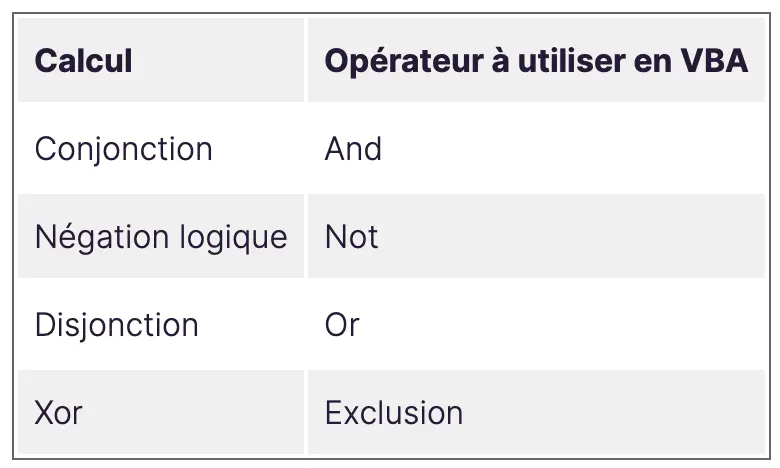 Calcul Opérateur à utiliser en VBA
Conjonction And
Négation logique Not
Disjonction Or
Xor Exclusion